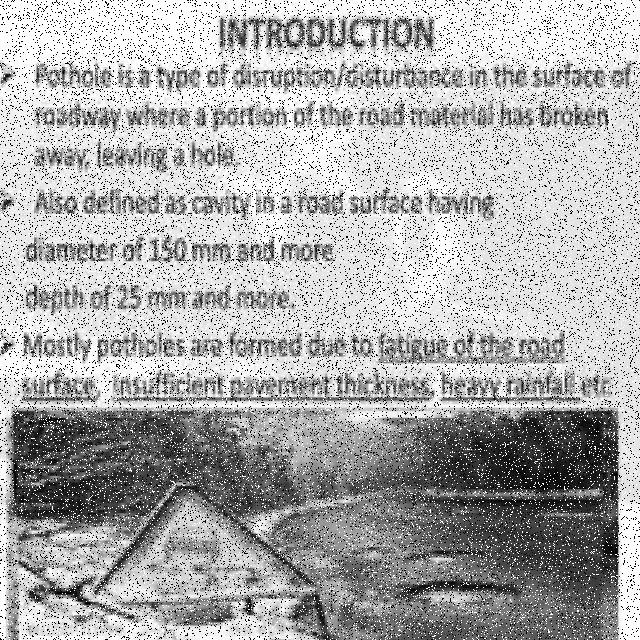 INTRODUCTION
Pothole is a type of disruption/disturbance in the surface of
roadway where a portion of the road material has broken
away, leaving a hole.
Also defined as cavity in a road surface having
diameter of 150 mm and more
depth of 25 mm and more.
Mostly potholes are formed due to fatigue of the road
surface, insufficient pavement thickness, heavy rainfall etc